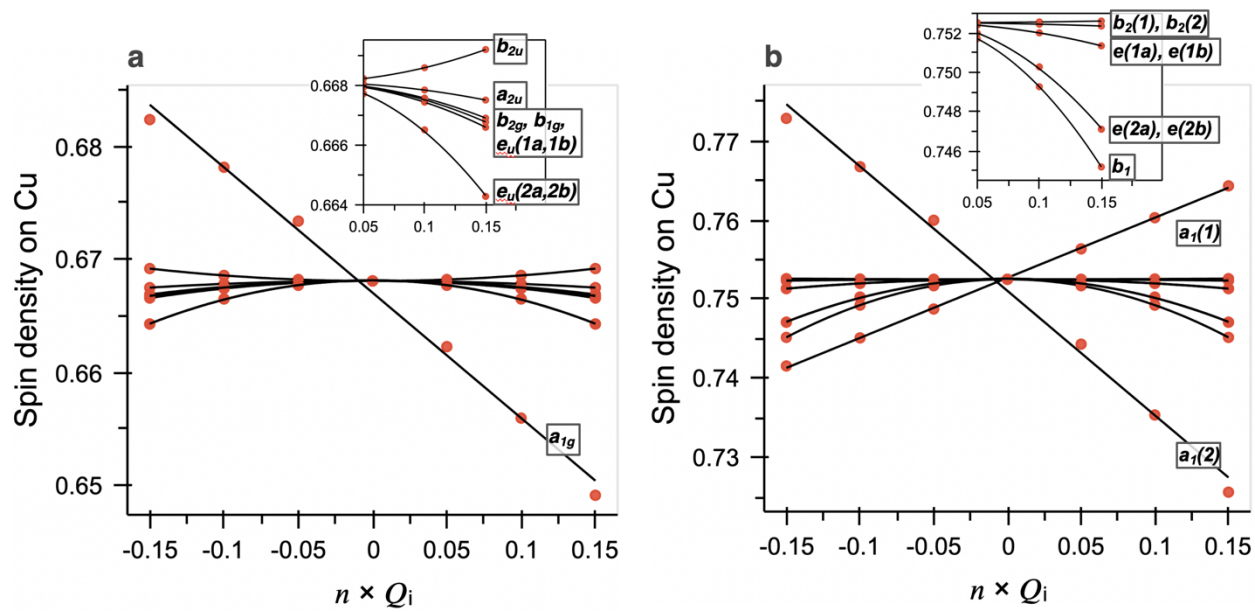 a
Spin density on Cu
0.68
0.67
0.66
0.65
-0.15 -0.1 -0.05 0 0.05 0.1 0.15
n × Qi
a1g
0.668
0.666
0.664
0.05 0.1 0.15
b2u
a2u
b2g, b1g,
eu(1a,1b)
eu(2a,2b)
b
Spin density on Cu
0.77
0.76
0.75
0.74
0.73
-0.15 -0.1 -0.05 0 0.05 0.1 0.15
n × Qi
a1(1)
a1(2)
0.752
0.750
0.748
0.746
0.05 0.1 0.15
b2(1), b2(2)
e(1a), e(1b)
e(2a), e(2b)
b1